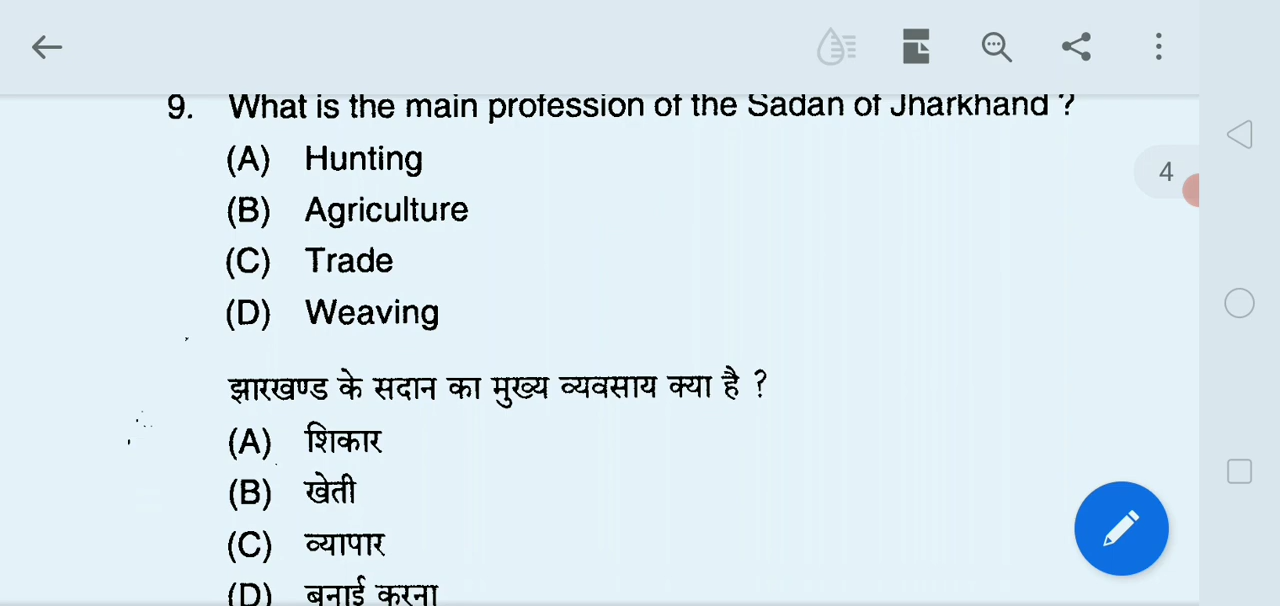 9. What is the main profession of the Sadan of Jharkhand ?
4
(A) Hunting
(B) Agriculture
(C) Trade
(D) Weaving
झारखण्ड के सदान का मुख्य व्यवसाय क्या है ?
(A) शिकार
(B) खेती
(C) व्यापार
(D) बुनाई करना